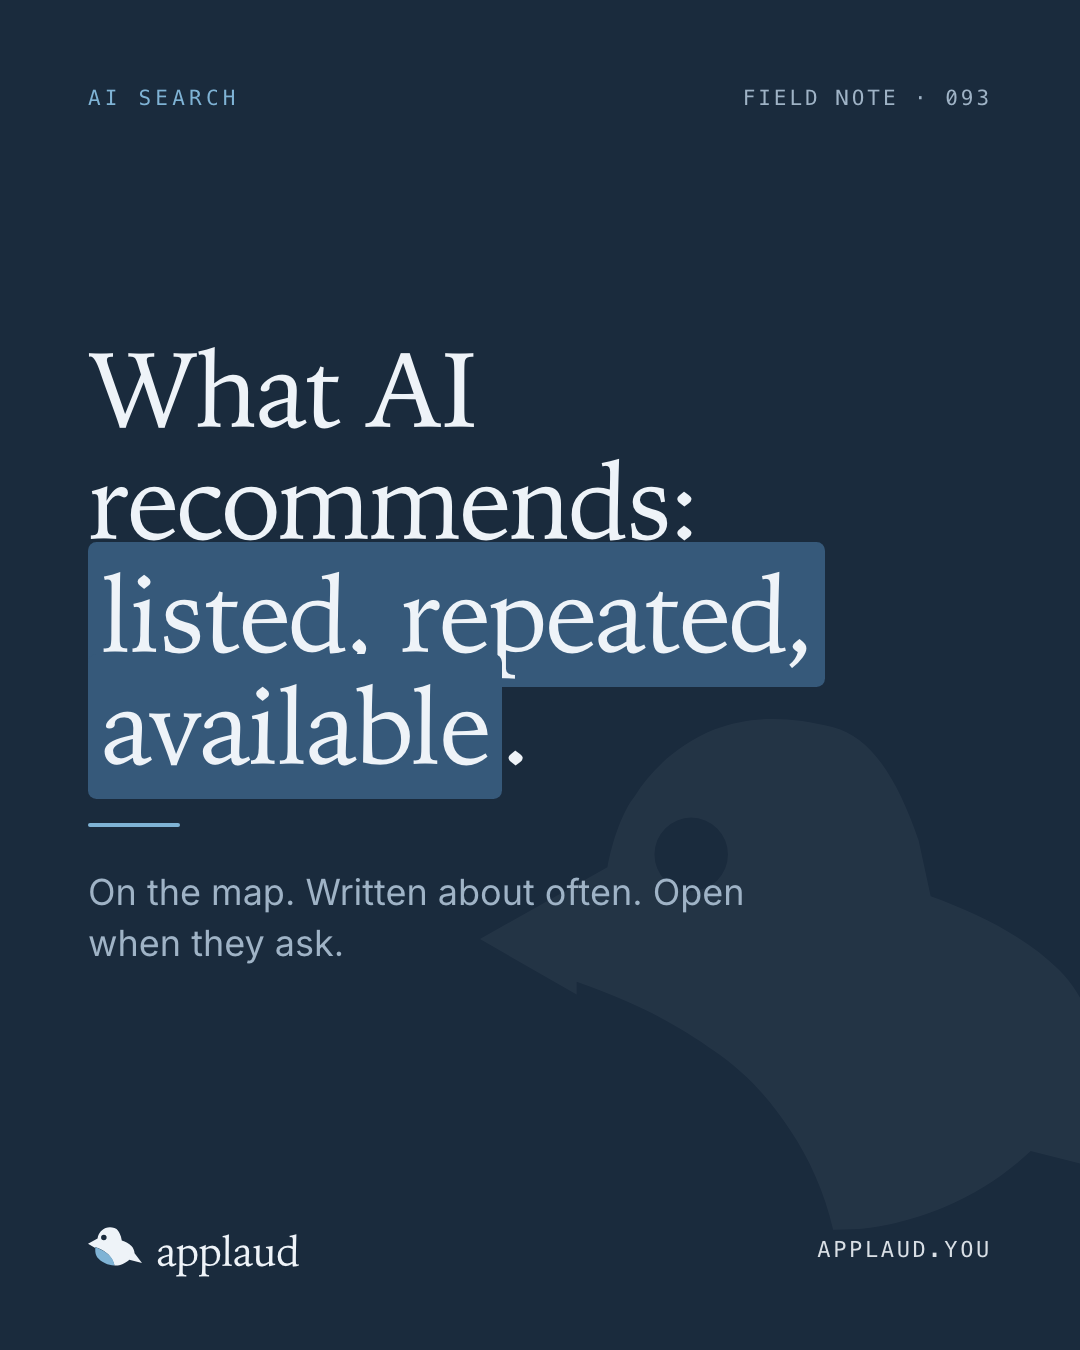 AI SEARCH
FIELD NOTE · 093
What AI
recommends:
listed, repeated,
available.
On the map. Written about often. Open
when they ask.
applaud
APPLAUD.YOU